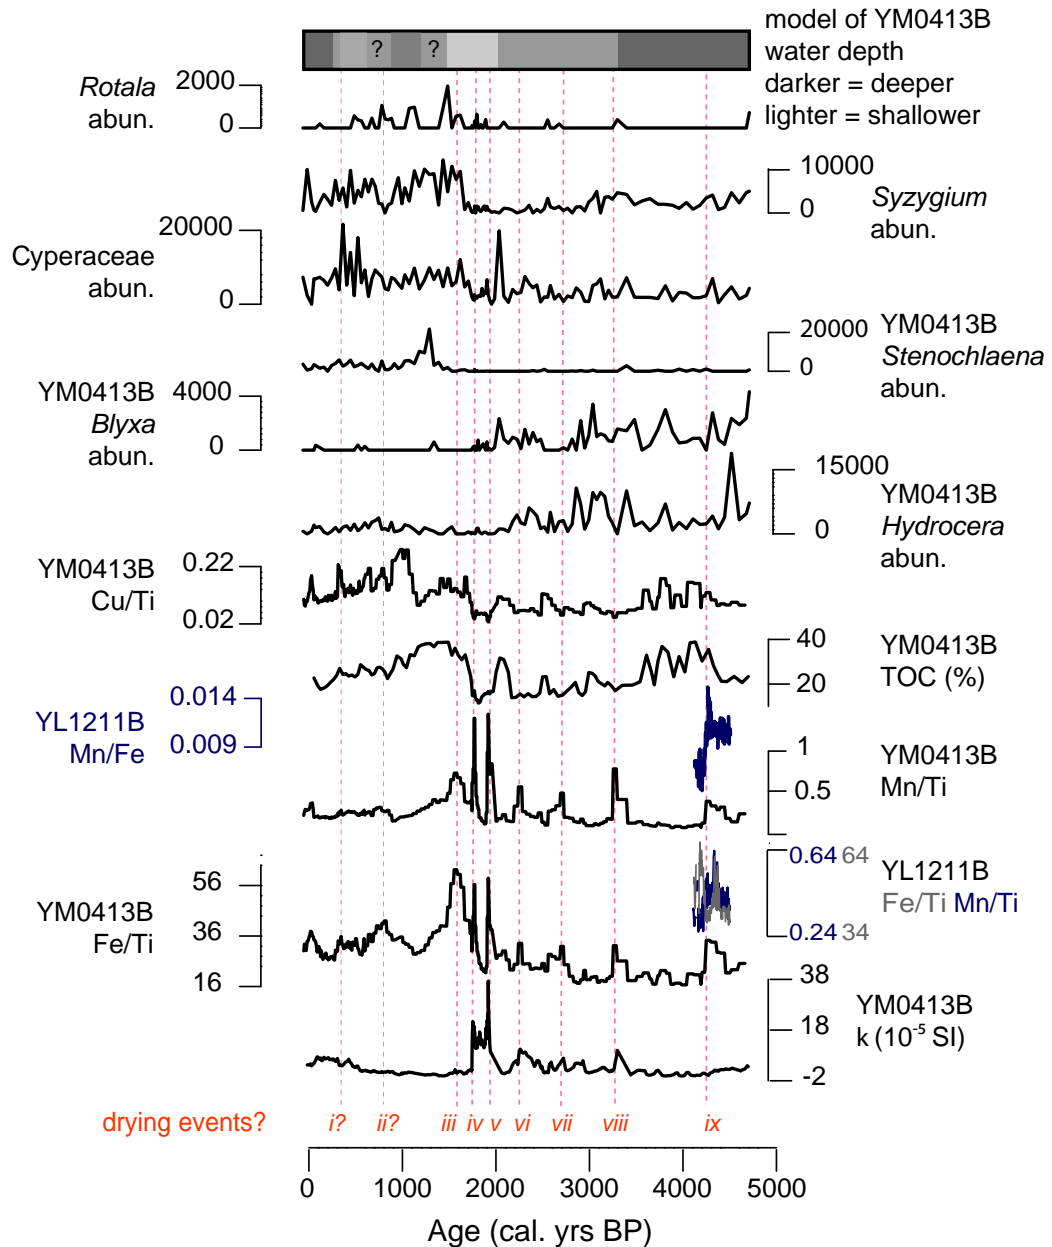 model of YM0413B
water depth
darker = deeper
lighter = shallower
? ?
Rotala
abun.
2000
0
10000
0
Syzygium
abun.
Cyperaceae
abun.
20000
0
20000
0
YM0413B
Stenochlaena
abun.
YM0413B
Blyxa
abun.
4000
0
15000
0
YM0413B
Hydrocera
abun.
YM0413B
Cu/Ti
0.22
0.02
40
20
YM0413B
TOC (%)
YL1211B
Mn/Fe
0.014
0.009
1
0.5
YM0413B
Mn/Ti
0.64 64
0.24 34
YL1211B
Fe/Ti Mn/Ti
YM0413B
Fe/Ti
56
36
16
38
18
-2
YM0413B
k (10⁻⁵ SI)
drying events? i? ii? iii iv v vi vii viii ix
0 1000 2000 3000 4000 5000
Age (cal. yrs BP)